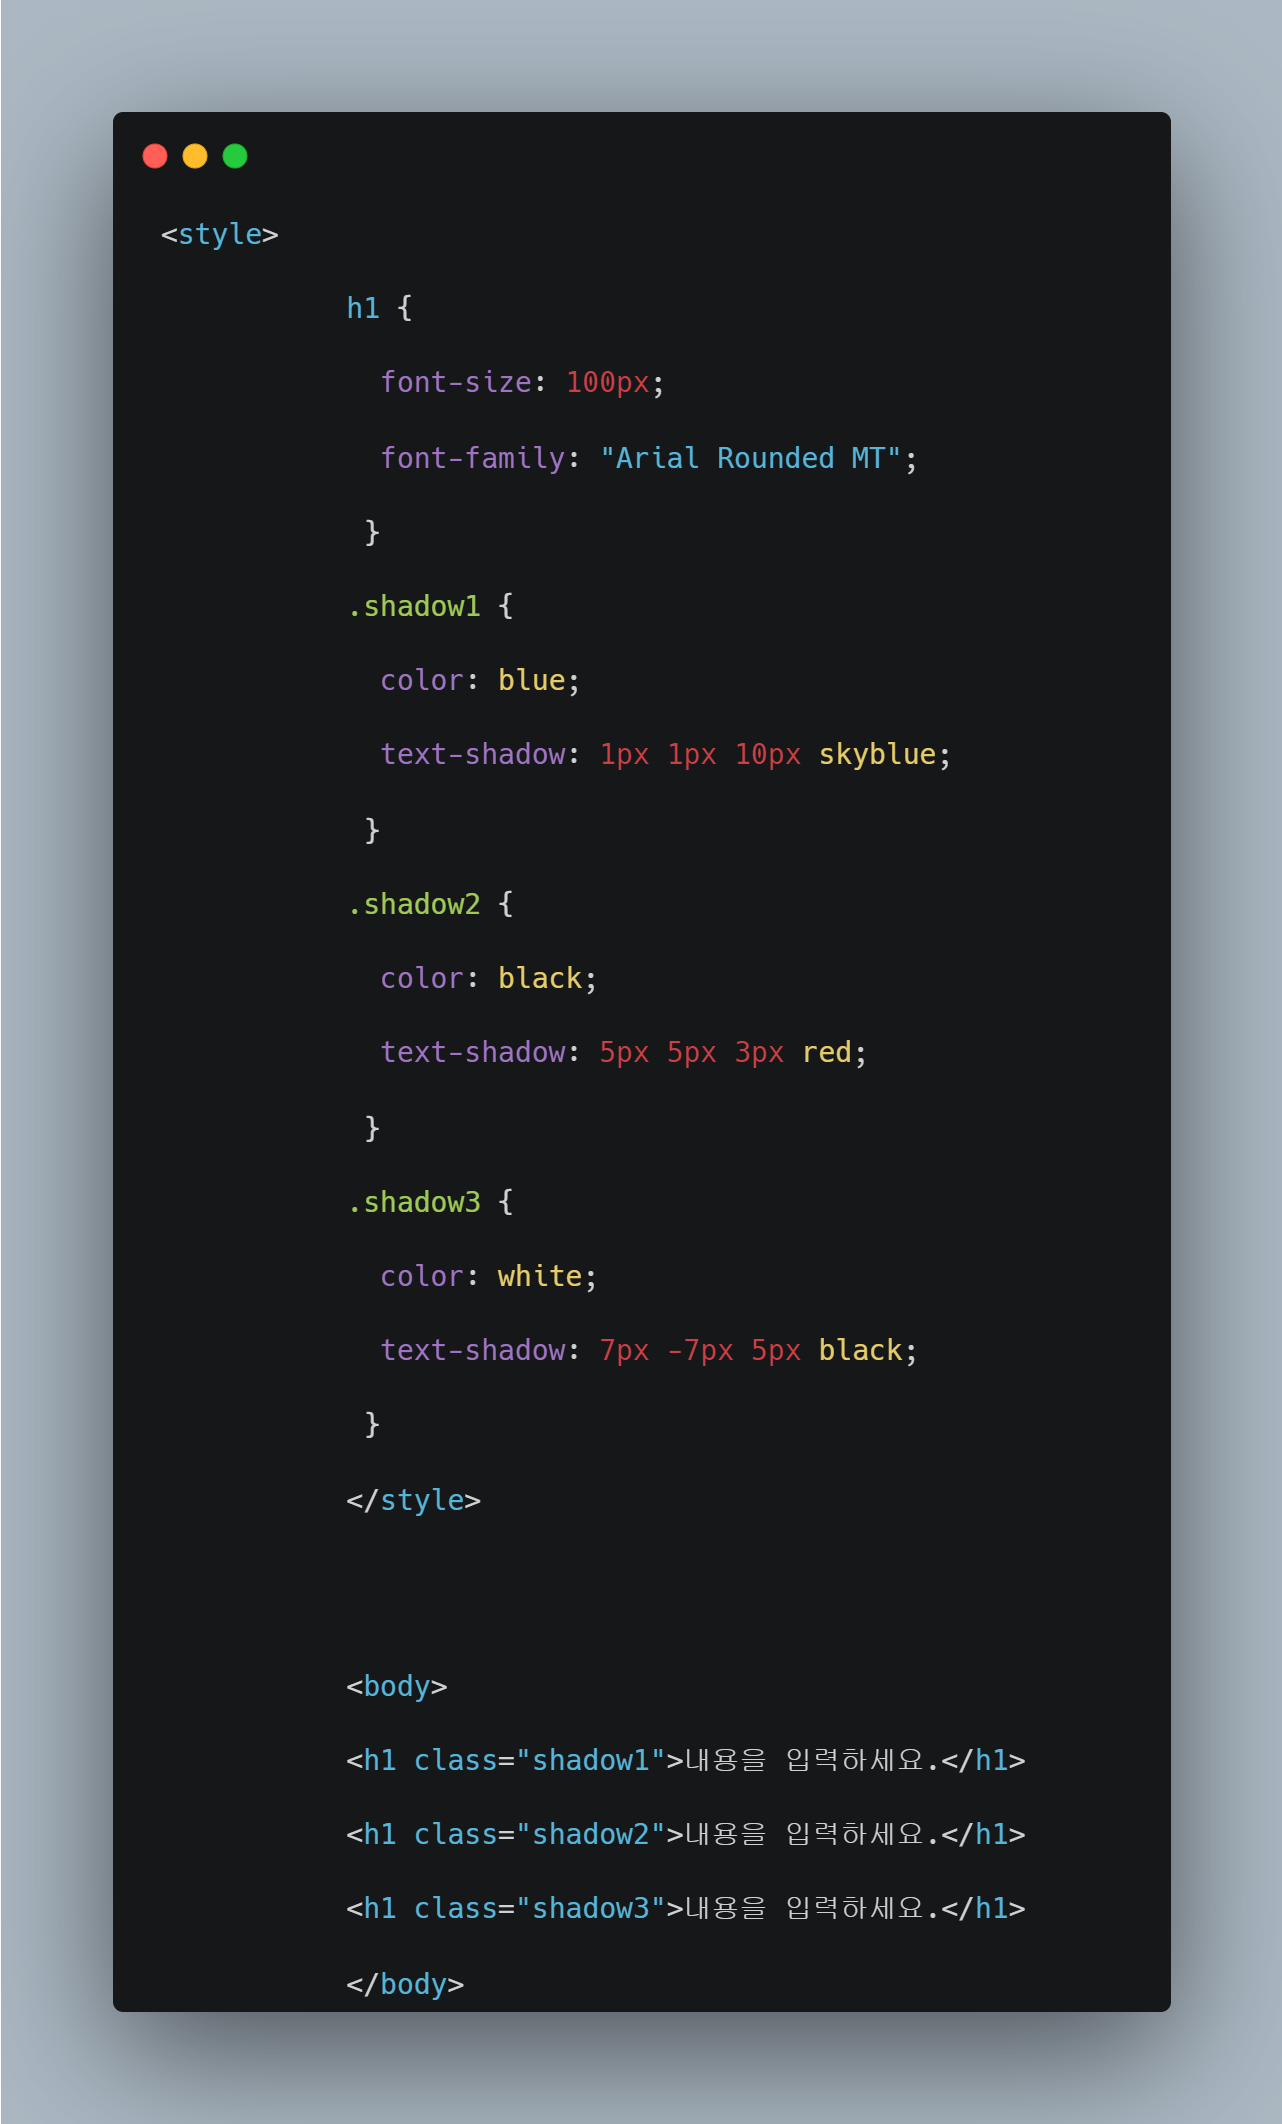 <style>
h1 {
font-size: 100px;
font-family: "Arial Rounded MT";
}
.shadow1 {
color: blue;
text-shadow: 1px 1px 10px skyblue;
}
.shadow2 {
color: black;
text-shadow: 5px 5px 3px red;
}
.shadow3 {
color: white;
text-shadow: 7px -7px 5px black;
}
</style>
<body>
<h1 class="shadow1">내용을 입력하세요.</h1>
<h1 class="shadow2">내용을 입력하세요.</h1>
<h1 class="shadow3">내용을 입력하세요.</h1>
</body>